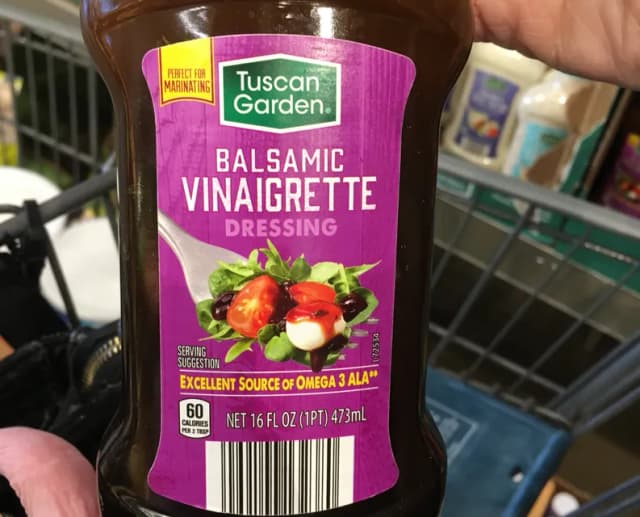 PERFECT FOR
MARINATING
Tuscan
Garden®
BALSAMIC
VINAIGRETTE
DRESSING
SERVING
SUGGESTION
172534
EXCELLENT SOURCE OF OMEGA 3 ALA**
60
CALORIES
PER 2 TBSP
NET 16 FL OZ (1PT) 473mL